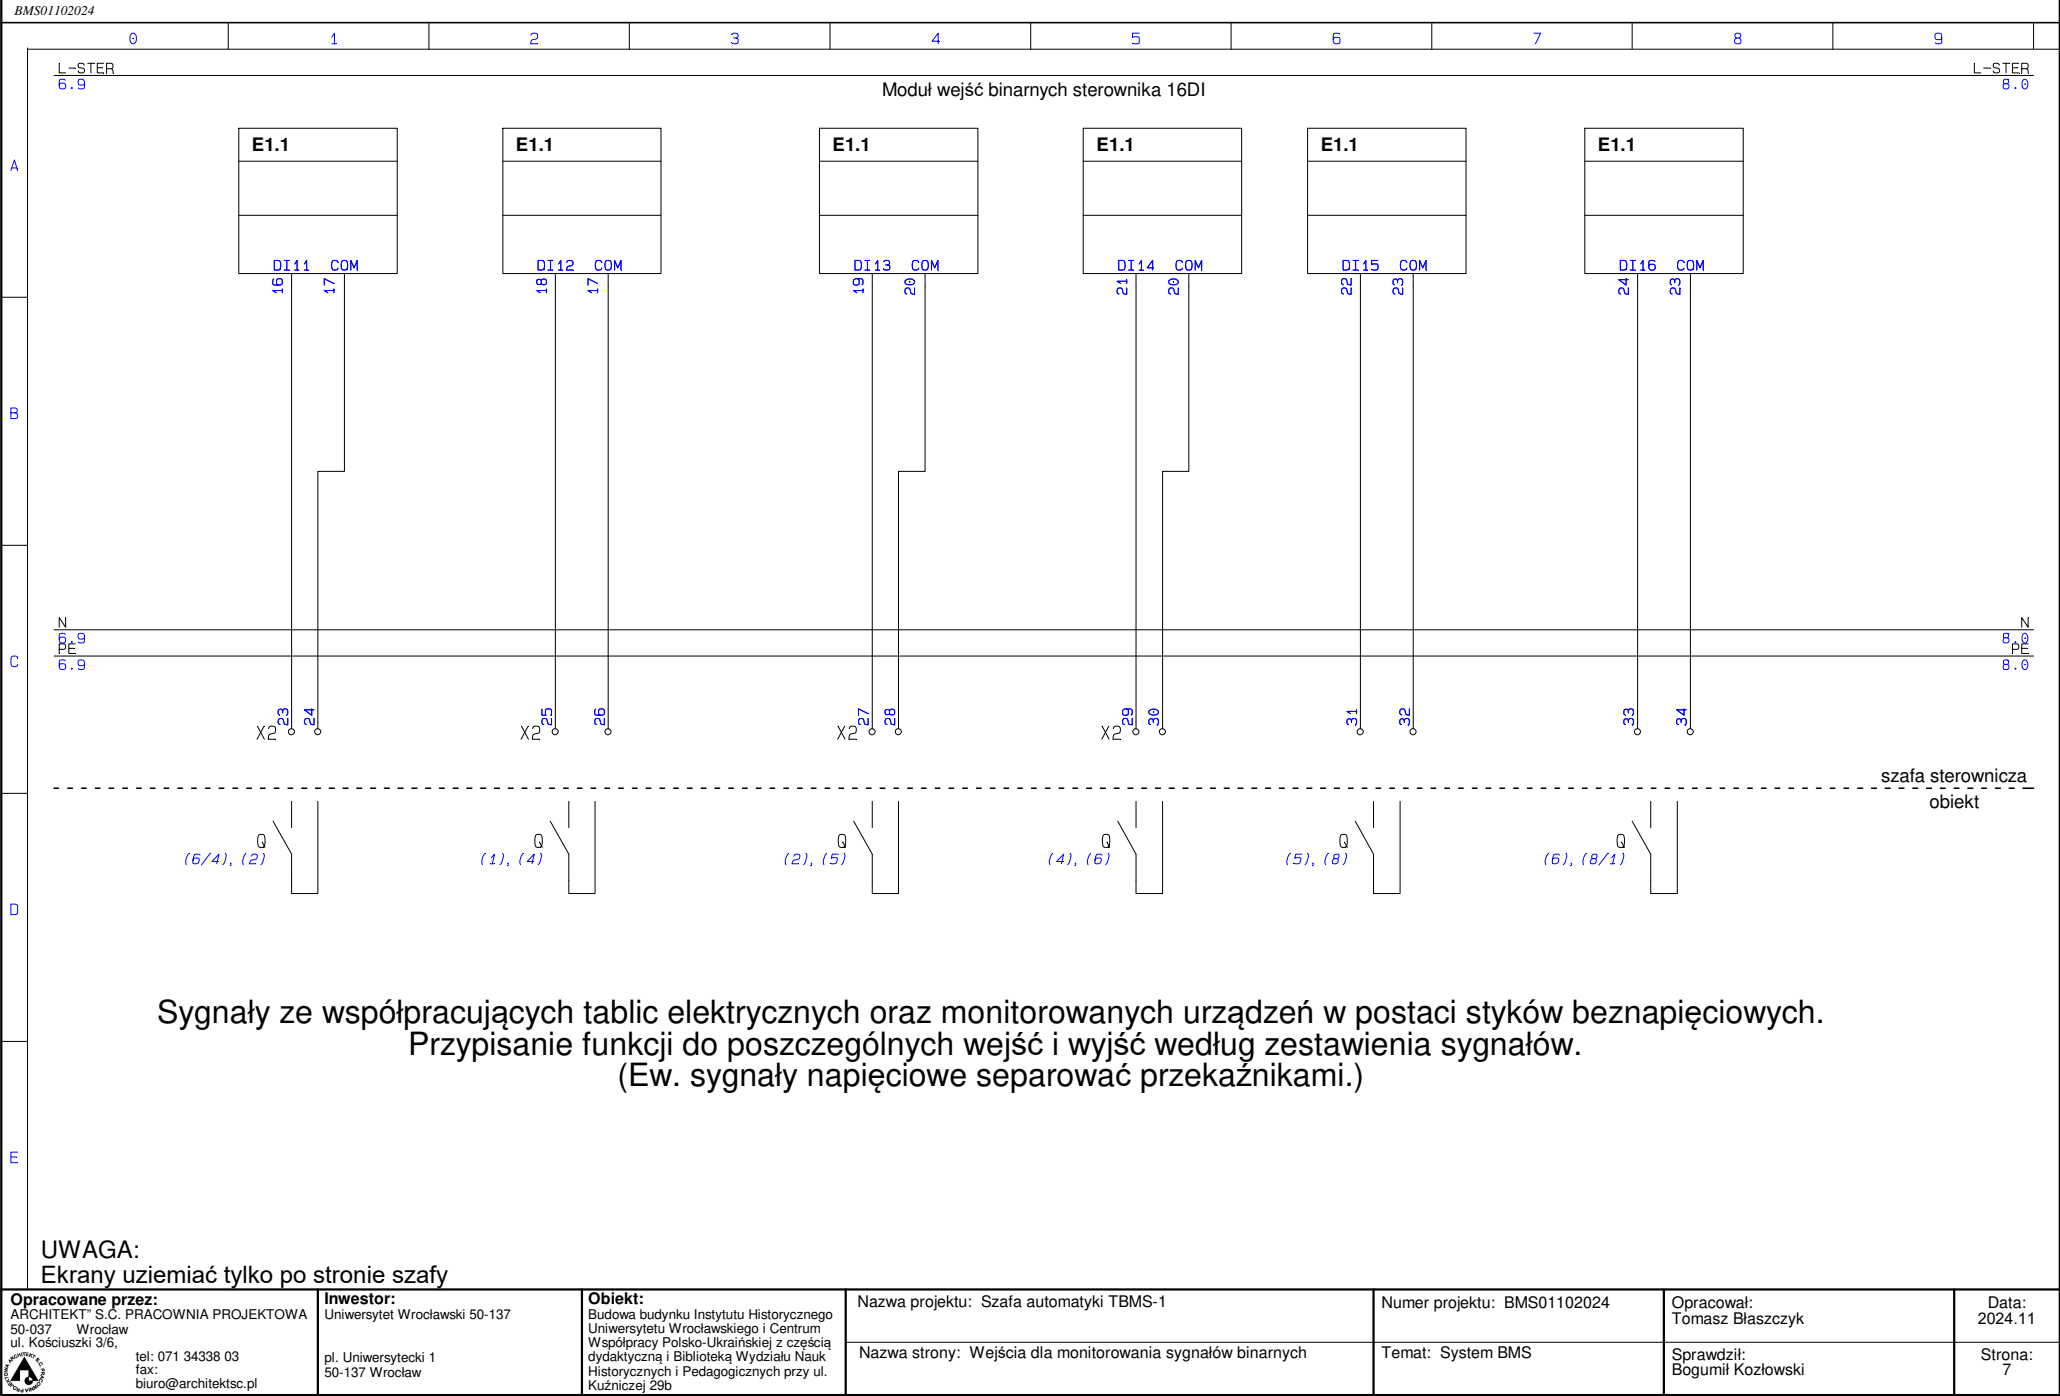 BMS01102024
0 1 2 3 4 5 6 7 8 9
L-STER L-STER
6.9 8.0
Moduł wejść binarnych sterownika 16DI
A
E1.1 E1.1 E1.1 E1.1 E1.1 E1.1
DI11 COM DI12 COM DI13 COM DI14 COM DI15 COM DI16 COM
16 17 18 17 19 20 21 20 22 23 24 23
B
N N
6.9 8.0
PE PE
6.9 8.0
C
X2 23 24 X2 25 26 X2 27 28 X2 29 30 31 32 33 34
szafa sterownicza
obiekt
Q Q Q Q Q Q
(6/4), (2) (1), (4) (2), (5) (4), (6) (5), (8) (6), (8/1)
D
Sygnały ze współpracujących tablic elektrycznych oraz monitorowanych urządzeń w postaci styków beznapięciowych.
Przypisanie funkcji do poszczególnych wejść i wyjść według zestawienia sygnałów.
(Ew. sygnały napięciowe separować przekaźnikami.)
E
UWAGA:
Ekrany uziemiać tylko po stronie szafy
Opracowane przez:
ARCHITEKT" S.C. PRACOWNIA PROJEKTOWA
50-037 Wrocław
ul. Kościuszki 3/6,
tel: 071 34338 03
fax:
biuro@architektsc.pl
Inwestor:
Uniwersytet Wrocławski 50-137
pl. Uniwersytecki 1
50-137 Wrocław
Obiekt:
Budowa budynku Instytutu Historycznego
Uniwersytetu Wrocławskiego i Centrum
Współpracy Polsko-Ukraińskiej z częścią
dydaktyczną i Biblioteką Wydziału Nauk
Historycznych i Pedagogicznych przy ul.
Kuźniczej 29b
Nazwa projektu: Szafa automatyki TBMS-1
Nazwa strony: Wejścia dla monitorowania sygnałów binarnych
Numer projektu: BMS01102024
Temat: System BMS
Opracował:
Tomasz Błaszczyk
Sprawdził:
Bogumił Kozłowski
Data:
2024.11
Strona:
7